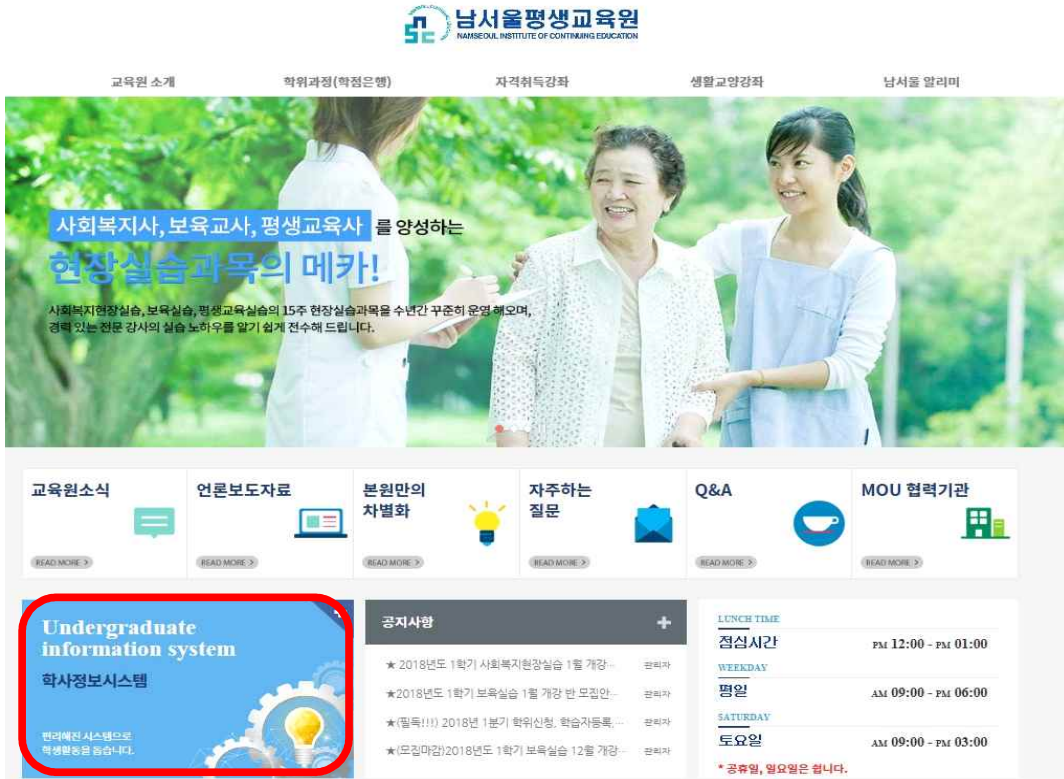 남서울평생교육원
NAMSEOUL INSTITUTE OF CONTINUING EDUCATION
교육원 소개 학위과정(학점은행) 자격취득강좌 생활교양강좌 남서울 알리미
사회복지사, 보육교사, 평생교육사 를 양성하는
현장실습과목의 메카!
사회복지현장실습, 보육실습, 평생교육실습의 15주 현장실습과목을 수년간 꾸준히 운영 해오며,
경력 있는 전문 강사의 실습 노하우를 알기 쉽게 전수해 드립니다.
교육원소식
READ MORE >
언론보도자료
READ MORE >
본원만의
차별화
READ MORE >
자주하는
질문
READ MORE >
Q&A
READ MORE >
MOU 협력기관
READ MORE >
Undergraduate
information system
학사정보시스템
편리해진 시스템으로
학생활동을 돕습니다.
공지사항 +
★ 2018년도 1학기 사회복지현장실습 1월 개강… 관리자
★2018년도 1학기 보육실습 1월 개강 반 모집안… 관리자
★(필독!!!) 2018년 1분기 학위신청, 학습자등록, … 관리자
★(모집마감)2018년도 1학기 보육실습 12월 개강… 관리자
LUNCH TIME
점심시간 PM 12:00 - PM 01:00
WEEKDAY
평일 AM 09:00 - PM 06:00
SATURDAY
토요일 AM 09:00 - PM 03:00
* 공휴일, 일요일은 쉽니다.